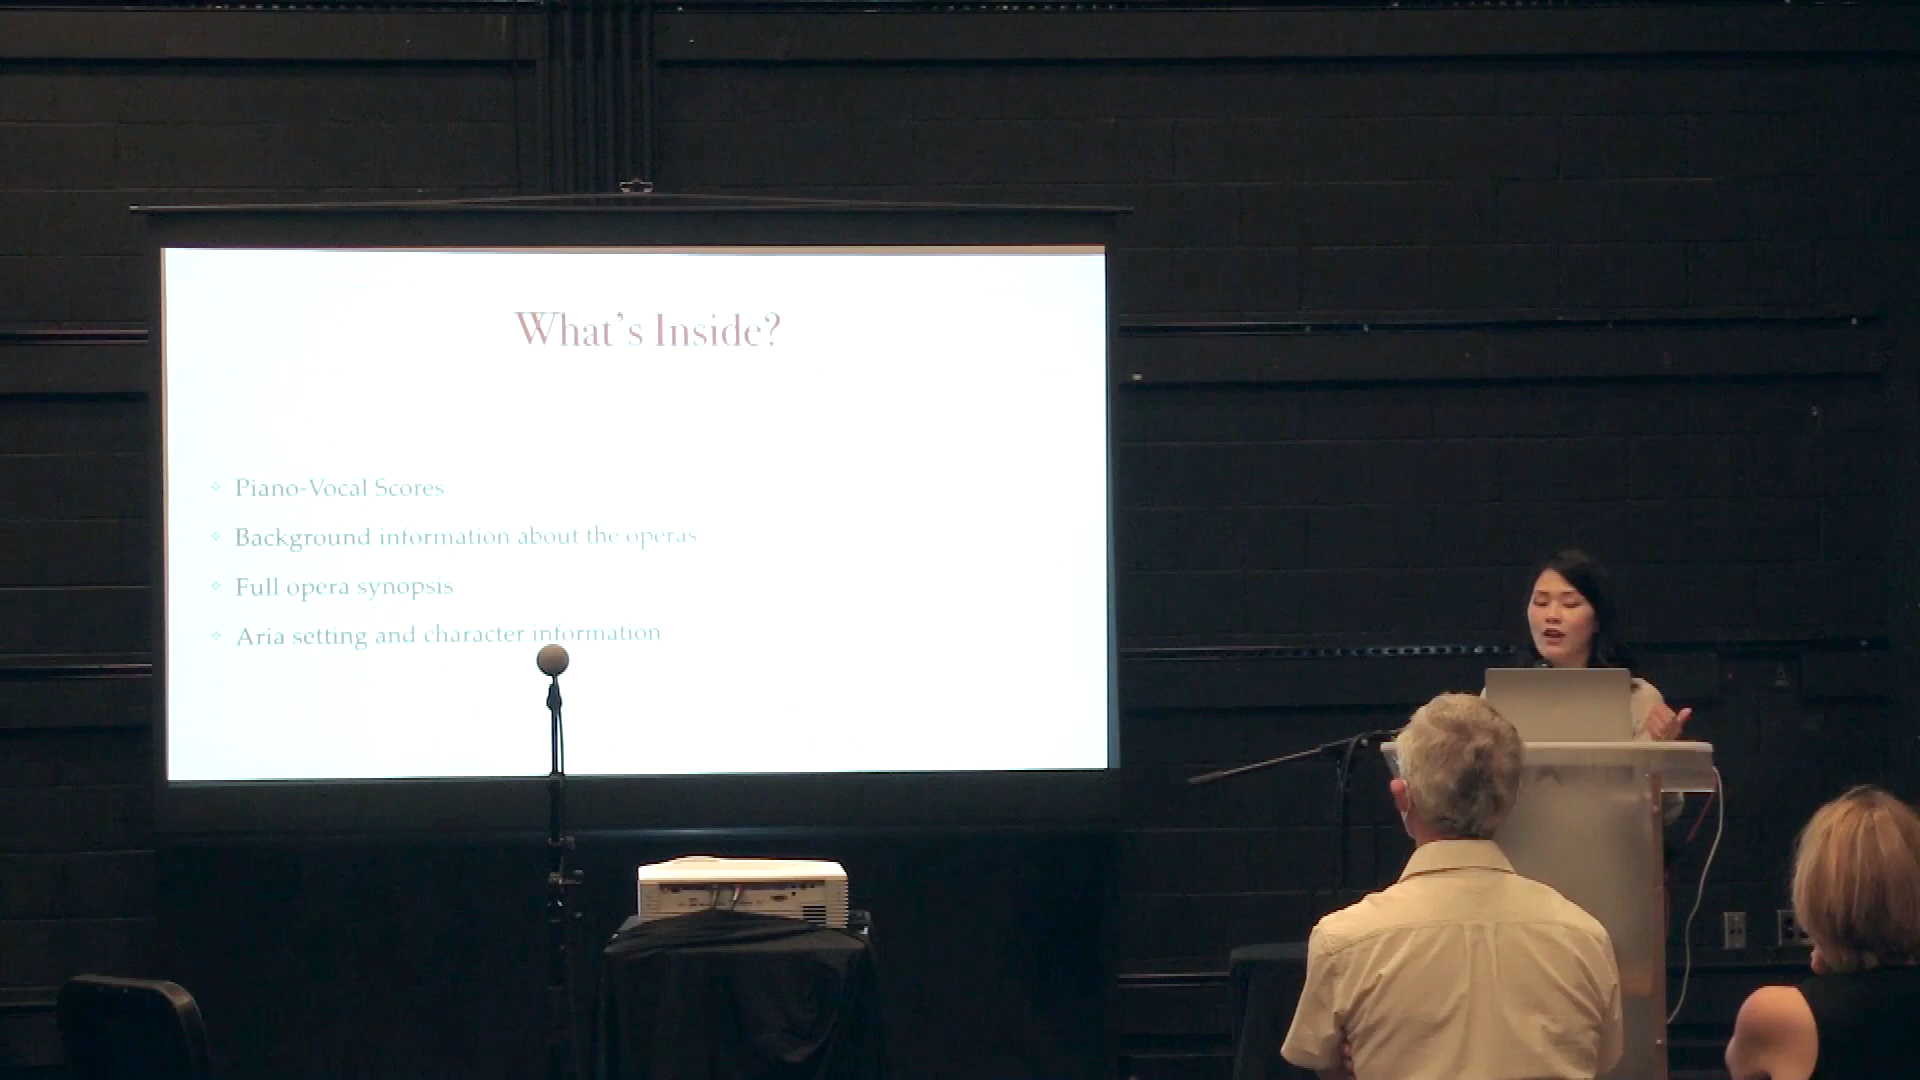 What's Inside?
Piano-Vocal Scores
Background information about the operas
Full opera synopsis
Aria setting and character information